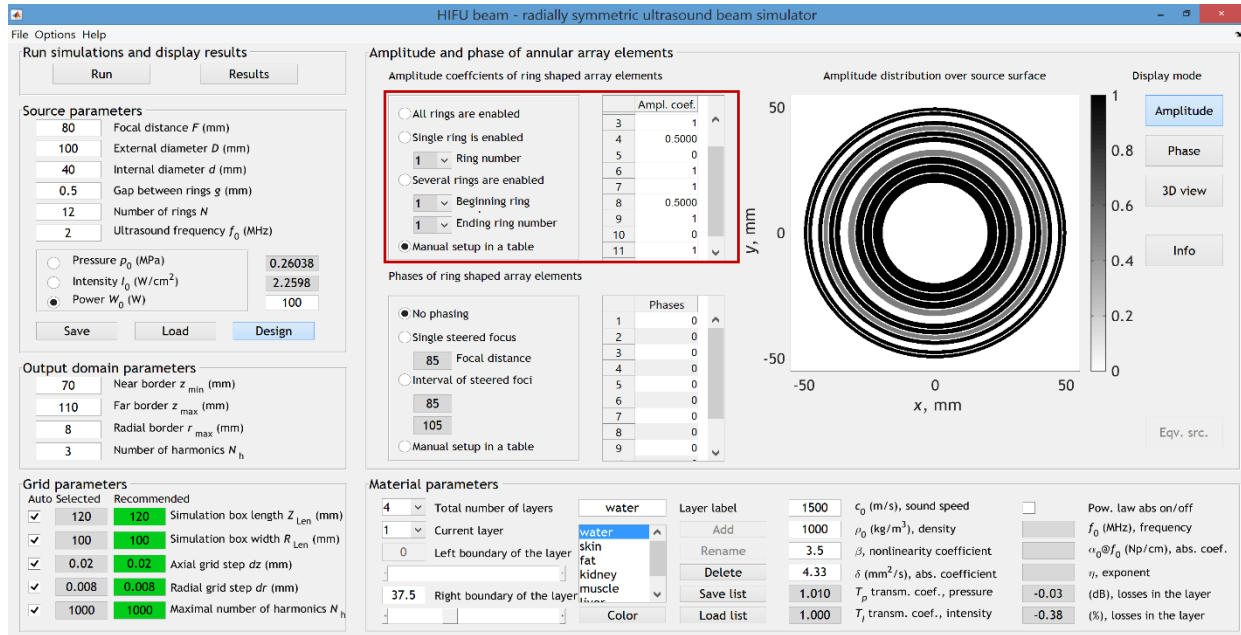 HIFU beam - radially symmetric ultrasound beam simulator
File Options Help
Run simulations and display results
Run Results
Source parameters
80 Focal distance F (mm)
100 External diameter D (mm)
40 Internal diameter d (mm)
0.5 Gap between rings g (mm)
12 Number of rings N
2 Ultrasound frequency f0 (MHz)
Pressure p0 (MPa) 0.26038
Intensity I0 (W/cm2) 2.2598
Power W0 (W) 100
Save Load Design
Output domain parameters
70 Near border z min (mm)
110 Far border z max (mm)
8 Radial border r max (mm)
3 Number of harmonics N h
Grid parameters
Auto Selected Recommended
120 120 Simulation box length Z Len (mm)
100 100 Simulation box width R Len (mm)
0.02 0.02 Axial grid step dz (mm)
0.008 0.008 Radial grid step dr (mm)
1000 1000 Maximal number of harmonics N h
Amplitude and phase of annular array elements
Amplitude coeffcients of ring shaped array elements
All rings are enabled
Single ring is enabled
1 Ring number
Several rings are enabled
1 Beginning ring
1 Ending ring number
Manual setup in a table
Ampl. coef.
3 1
4 0.5000
5 0
6 1
7 1
8 0.5000
9 1
10 0
11 1
Phases of ring shaped array elements
No phasing
Single steered focus
85 Focal distance
Interval of steered foci
85
105
Manual setup in a table
Phases
1 0
2 0
3 0
4 0
5 0
6 0
7 0
8 0
9 0
Amplitude distribution over source surface
50
0
-50
y, mm
-50 0 50
x, mm
1
0.8
0.6
0.4
0.2
0
Display mode
Amplitude
Phase
3D view
Info
Eqv. src.
Material parameters
4 Total number of layers
1 Current layer
0 Left boundary of the layer
37.5 Right boundary of the layer
water Layer label
water
skin
fat
kidney
muscle
Add
Rename
Delete
Save list
Color Load list
1500 c0 (m/s), sound speed
1000 ρ0 (kg/m3), density
3.5 β, nonlinearity coefficient
4.33 δ (mm2/s), abs. coefficient
1.010 Tp transm. coef., pressure
1.000 TI transm. coef., intensity
Pow. law abs on/off
f0 (MHz), frequency
α0@f0 (Np/cm), abs. coef.
η, exponent
-0.03 (dB), losses in the layer
-0.38 (%), losses in the layer